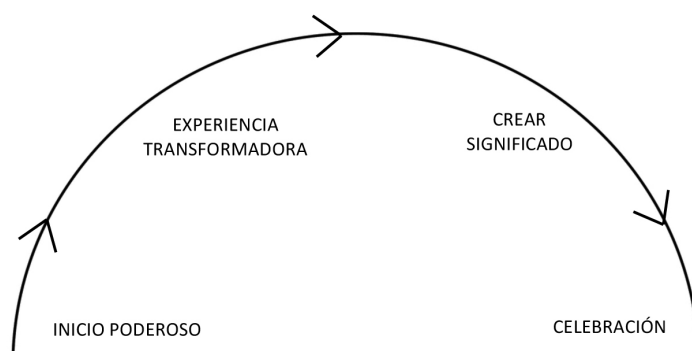 EXPERIENCIA
TRANSFORMADORA
CREAR
SIGNIFICADO
INICIO PODEROSO
CELEBRACIÓN